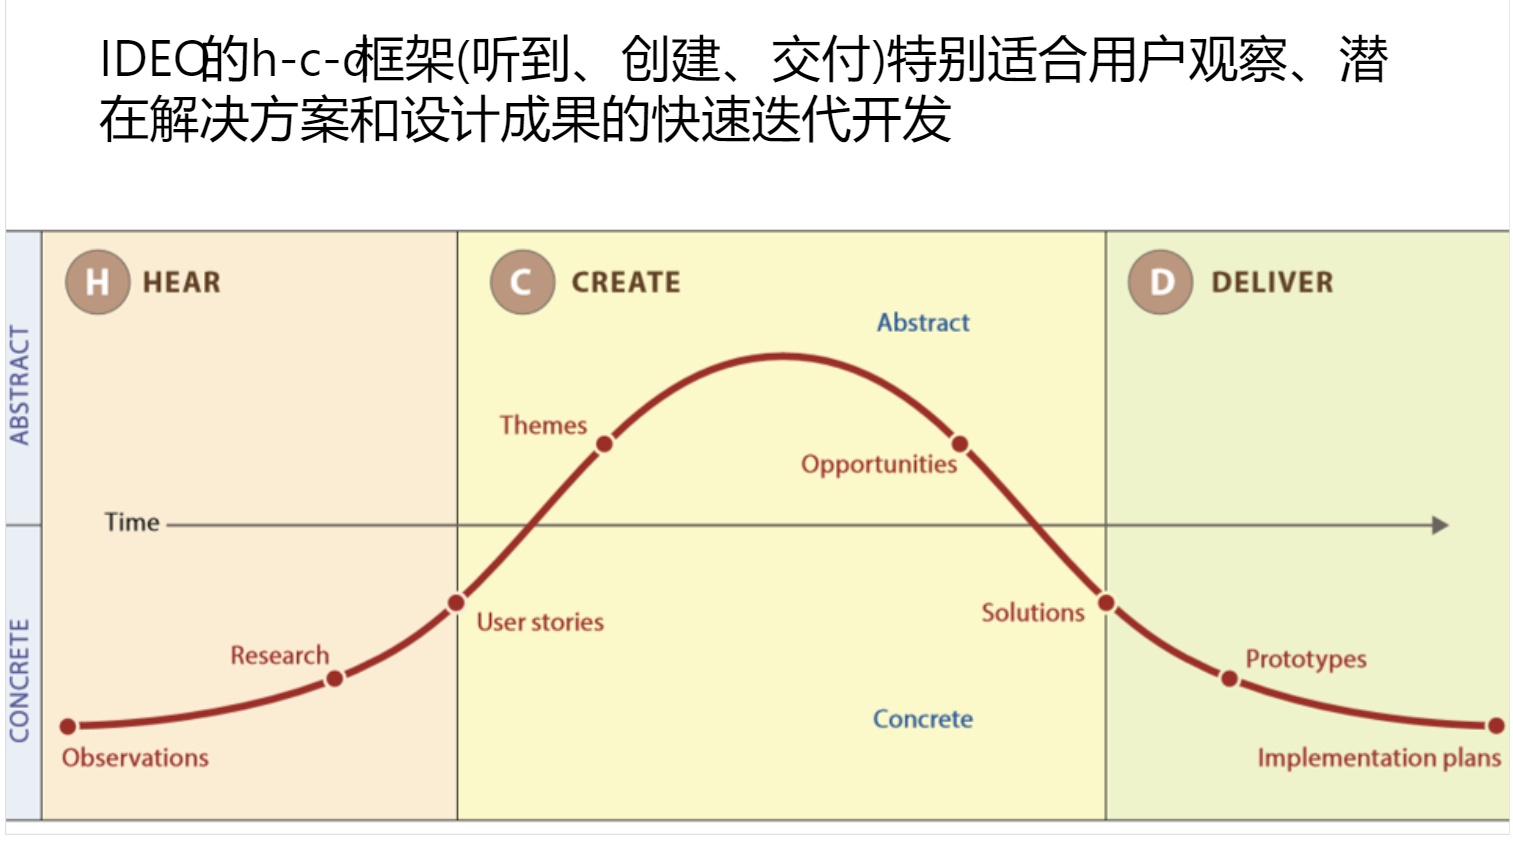 IDEO的h-c-d框架(听到、创建、交付)特别适合用户观察、潜
在解决方案和设计成果的快速迭代开发
H HEAR
C CREATE
D DELIVER
ABSTRACT
Abstract
Themes
Opportunities
Time
CONCRETE
User stories
Solutions
Research
Prototypes
Concrete
Observations
Implementation plans